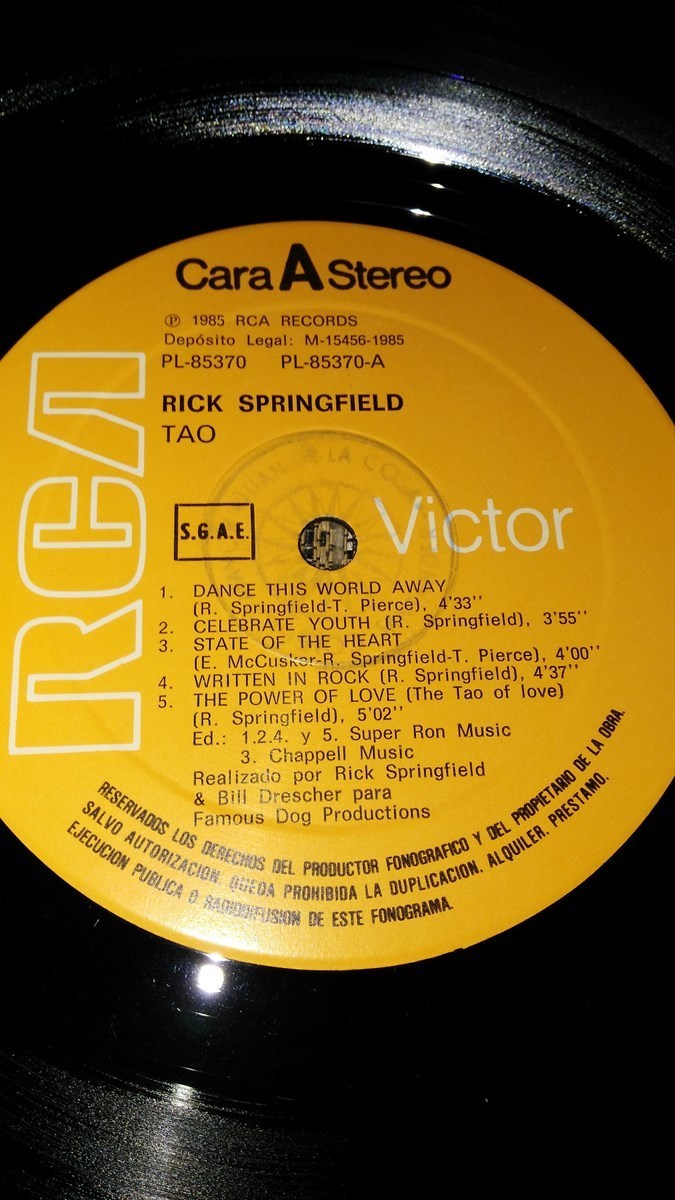 Cara A Stereo
℗ 1985 RCA RECORDS
Depósito Legal: M-15456-1985
PL-85370 PL-85370-A
RICK SPRINGFIELD
TAO
RCA
S.G.A.E.
Victor
JUAN DE LA COSA
1. DANCE THIS WORLD AWAY
(R. Springfield-T. Pierce), 4'33''
2. CELEBRATE YOUTH (R. Springfield), 3'55''
3. STATE OF THE HEART
(E. McCusker-R. Springfield-T. Pierce), 4'00''
4. WRITTEN IN ROCK (R. Springfield), 4'37''
5. THE POWER OF LOVE (The Tao of love)
(R. Springfield), 5'02''
Ed.: 1.2.4. y 5. Super Ron Music
3. Chappell Music
Realizado por Rick Springfield
& Bill Drescher para
Famous Dog Productions
RESERVADOS LOS DERECHOS DEL PRODUCTOR FONOGRAFICO Y DEL PROPIETARIO DE LA OBRA.
SALVO AUTORIZACION. QUEDA PROHIBIDA LA DUPLICACION. ALQUILER. PRESTAMO.
EJECUCION PUBLICA O RADIODIFUSION DE ESTE FONOGRAMA.